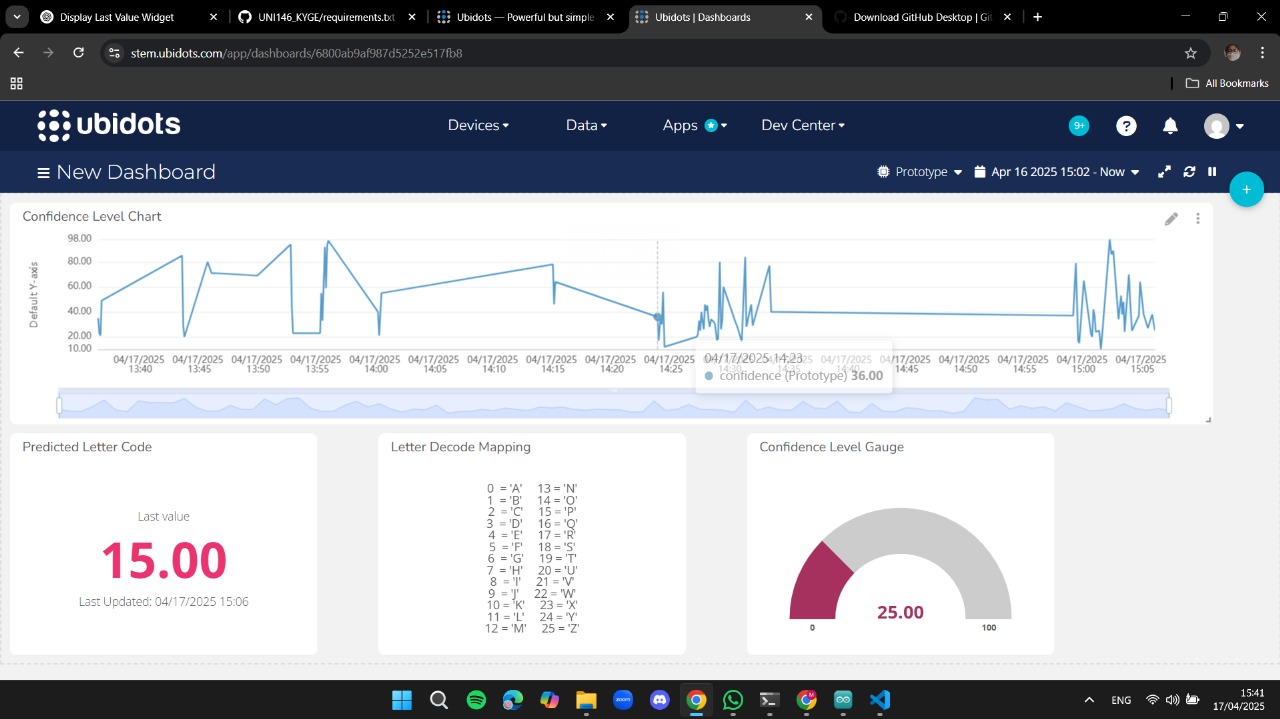 Display Last Value Widget
UNI146_KYGE/requirements.txt
Ubidots — Powerful but simple
Ubidots | Dashboards
Download GitHub Desktop | Git
stem.ubidots.com/app/dashboards/6800ab9af987d5252e517fb8
All Bookmarks
ubidots
Devices
Data
Apps
Dev Center
9+
?
New Dashboard
Prototype
Apr 16 2025 15:02 - Now
+
Confidence Level Chart
Default Y-axis
98.00
80.00
60.00
40.00
20.00
10.00
04/17/2025 04/17/2025 04/17/2025 04/17/2025 04/17/2025 04/17/2025 04/17/2025 04/17/2025 04/17/2025 04/17/2025 04/17/2025 04/17/2025 04/17/2025 04/17/2025 04/17/2025 04/17/2025 04/17/2025 04/17/2025
13:40 13:45 13:50 13:55 14:00 14:05 14:10 14:15 14:20 14:25 14:30 14:35 14:40 14:45 14:50 14:55 15:00 15:05
04/17/2025 14:23
confidence (Prototype) 36.00
Predicted Letter Code
Last value
15.00
Last Updated: 04/17/2025 15:06
Letter Decode Mapping
0 = 'A' 13 = 'N'
1 = 'B' 14 = 'O'
2 = 'C' 15 = 'P'
3 = 'D' 16 = 'Q'
4 = 'E' 17 = 'R'
5 = 'F' 18 = 'S'
6 = 'G' 19 = 'T'
7 = 'H' 20 = 'U'
8 = 'I' 21 = 'V'
9 = 'J' 22 = 'W'
10 = 'K' 23 = 'X'
11 = 'L' 24 = 'Y'
12 = 'M' 25 = 'Z'
Confidence Level Gauge
25.00
0
100
zoom
ENG
15:41
17/04/2025